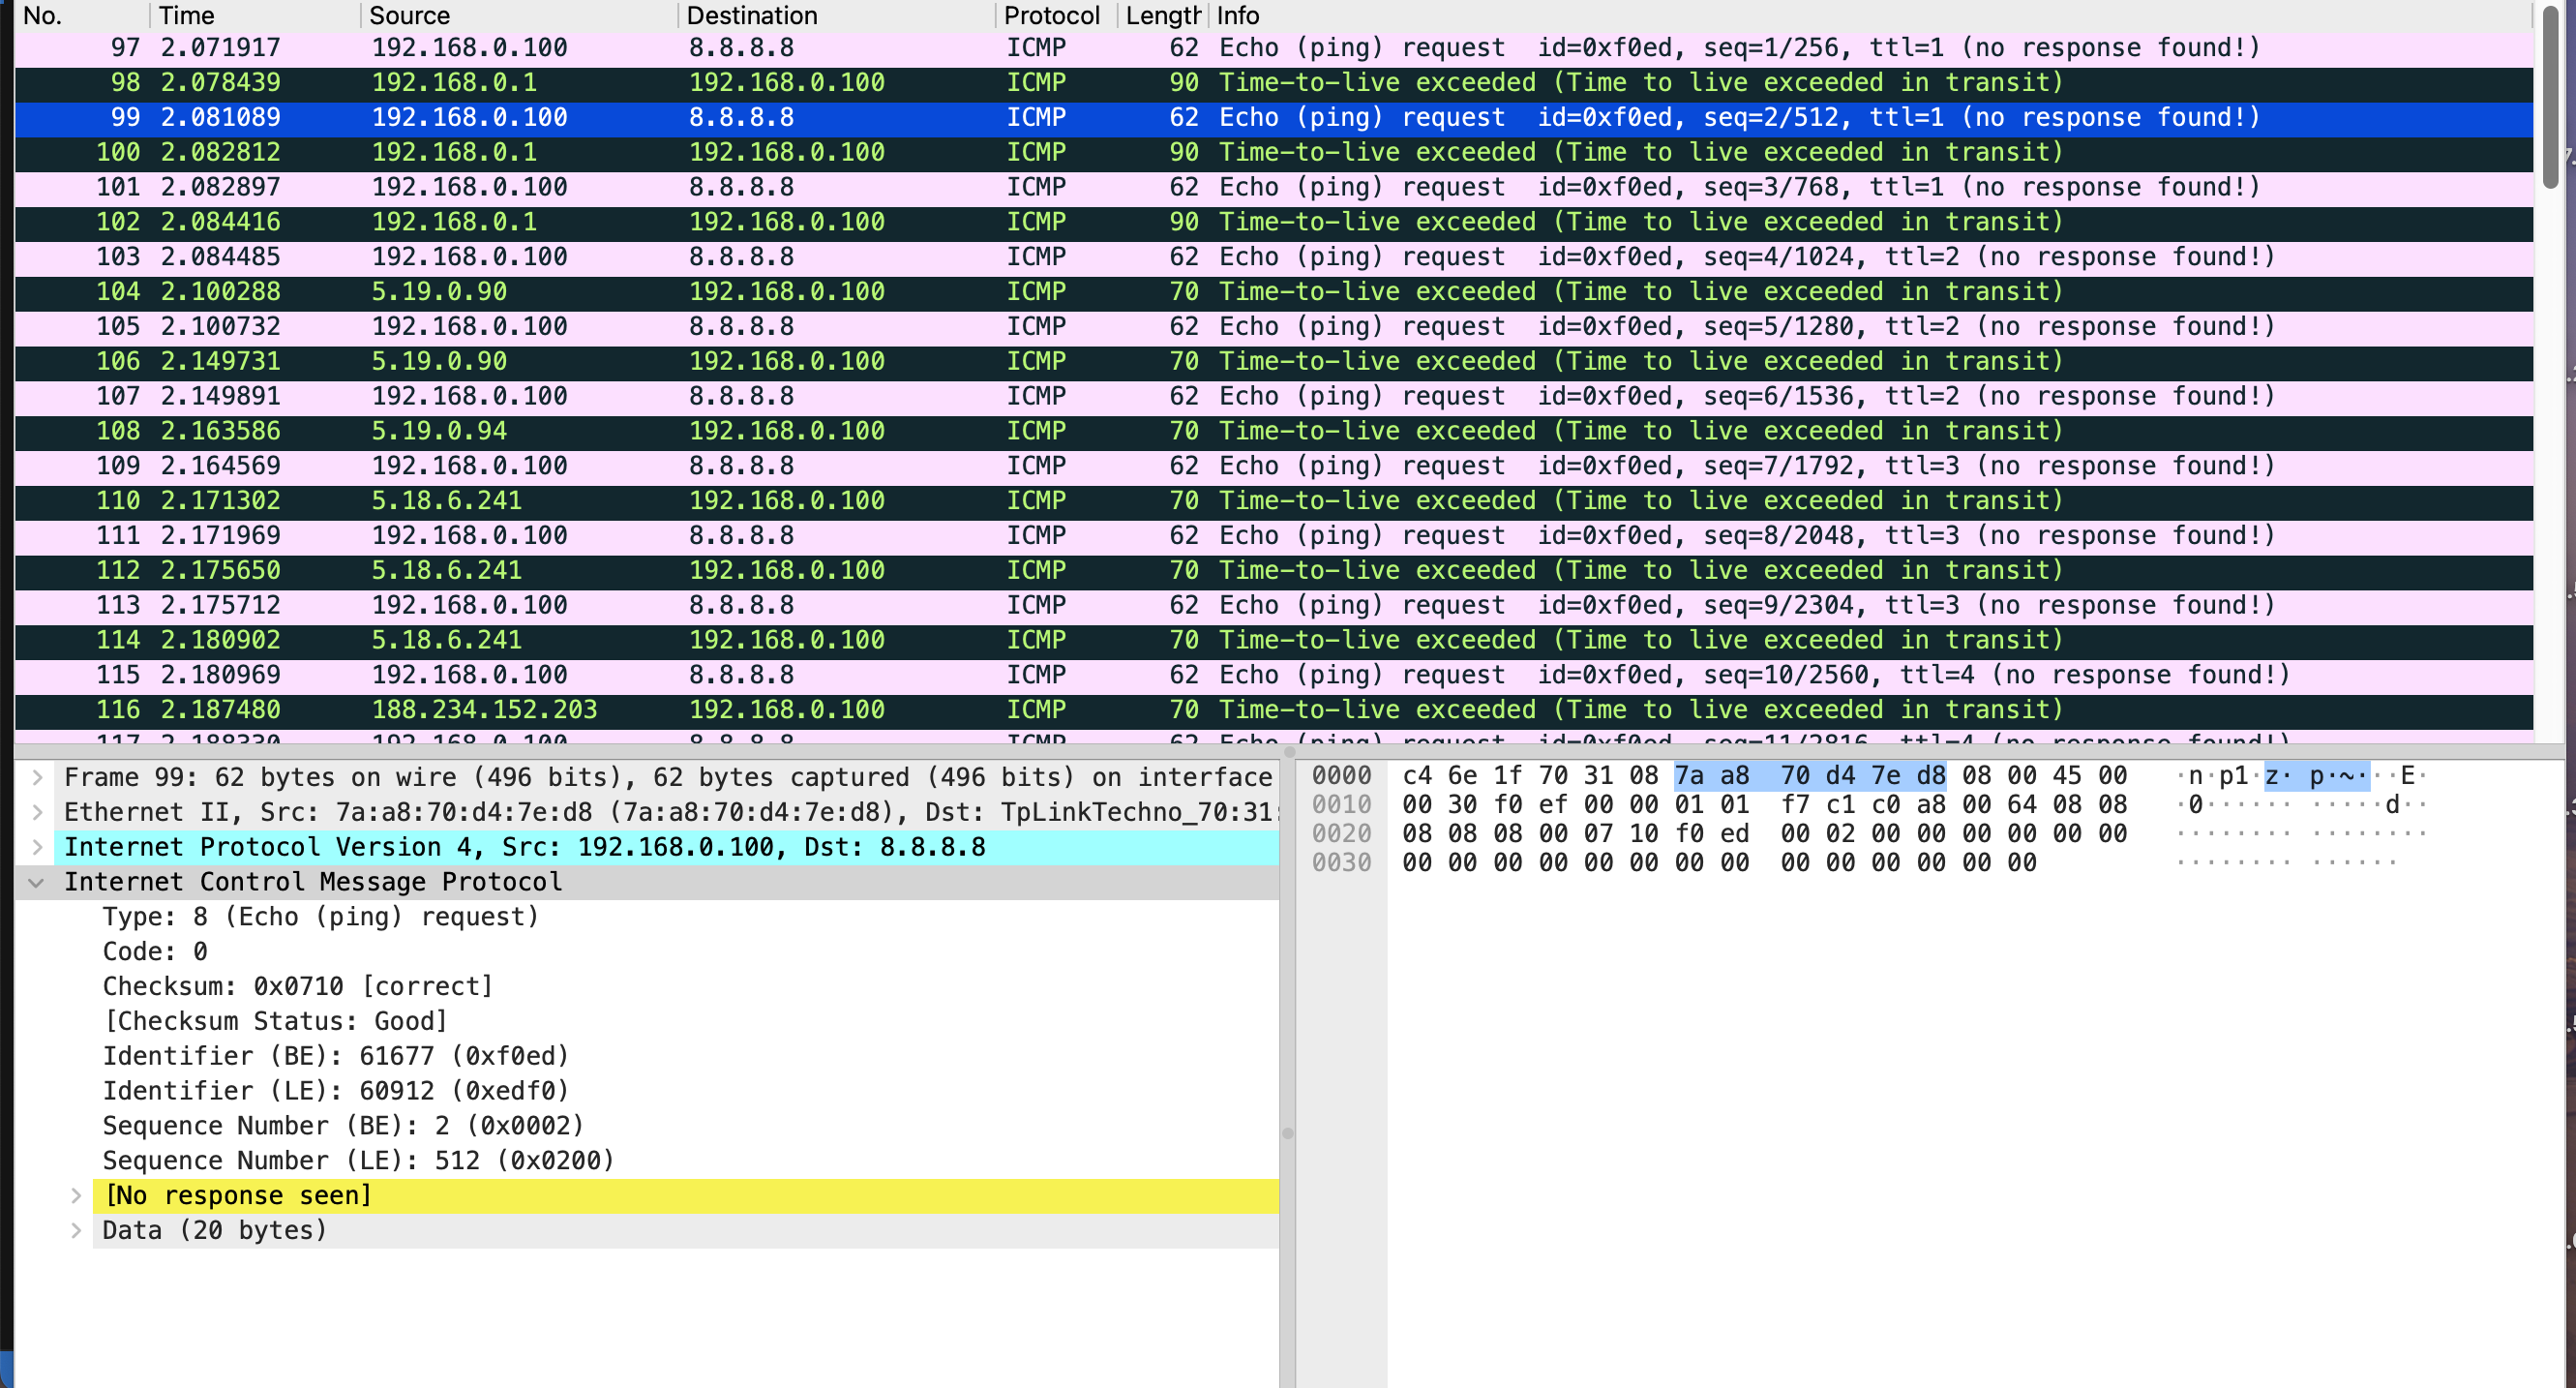 No. Time Source Destination Protocol Length Info
97 2.071917 192.168.0.100 8.8.8.8 ICMP 62 Echo (ping) request id=0xf0ed, seq=1/256, ttl=1 (no response found!)
98 2.078439 192.168.0.1 192.168.0.100 ICMP 90 Time-to-live exceeded (Time to live exceeded in transit)
99 2.081089 192.168.0.100 8.8.8.8 ICMP 62 Echo (ping) request id=0xf0ed, seq=2/512, ttl=1 (no response found!)
100 2.082812 192.168.0.1 192.168.0.100 ICMP 90 Time-to-live exceeded (Time to live exceeded in transit)
101 2.082897 192.168.0.100 8.8.8.8 ICMP 62 Echo (ping) request id=0xf0ed, seq=3/768, ttl=1 (no response found!)
102 2.084416 192.168.0.1 192.168.0.100 ICMP 90 Time-to-live exceeded (Time to live exceeded in transit)
103 2.084485 192.168.0.100 8.8.8.8 ICMP 62 Echo (ping) request id=0xf0ed, seq=4/1024, ttl=2 (no response found!)
104 2.100288 5.19.0.90 192.168.0.100 ICMP 70 Time-to-live exceeded (Time to live exceeded in transit)
105 2.100732 192.168.0.100 8.8.8.8 ICMP 62 Echo (ping) request id=0xf0ed, seq=5/1280, ttl=2 (no response found!)
106 2.149731 5.19.0.90 192.168.0.100 ICMP 70 Time-to-live exceeded (Time to live exceeded in transit)
107 2.149891 192.168.0.100 8.8.8.8 ICMP 62 Echo (ping) request id=0xf0ed, seq=6/1536, ttl=2 (no response found!)
108 2.163586 5.19.0.94 192.168.0.100 ICMP 70 Time-to-live exceeded (Time to live exceeded in transit)
109 2.164569 192.168.0.100 8.8.8.8 ICMP 62 Echo (ping) request id=0xf0ed, seq=7/1792, ttl=3 (no response found!)
110 2.171302 5.18.6.241 192.168.0.100 ICMP 70 Time-to-live exceeded (Time to live exceeded in transit)
111 2.171969 192.168.0.100 8.8.8.8 ICMP 62 Echo (ping) request id=0xf0ed, seq=8/2048, ttl=3 (no response found!)
112 2.175650 5.18.6.241 192.168.0.100 ICMP 70 Time-to-live exceeded (Time to live exceeded in transit)
113 2.175712 192.168.0.100 8.8.8.8 ICMP 62 Echo (ping) request id=0xf0ed, seq=9/2304, ttl=3 (no response found!)
114 2.180902 5.18.6.241 192.168.0.100 ICMP 70 Time-to-live exceeded (Time to live exceeded in transit)
115 2.180969 192.168.0.100 8.8.8.8 ICMP 62 Echo (ping) request id=0xf0ed, seq=10/2560, ttl=4 (no response found!)
116 2.187480 188.234.152.203 192.168.0.100 ICMP 70 Time-to-live exceeded (Time to live exceeded in transit)
117 2.188330 192.168.0.100 8.8.8.8 ICMP 62 Echo (ping) request id=0xf0ed, seq=11/2816, ttl=4 (no response found!)
Frame 99: 62 bytes on wire (496 bits), 62 bytes captured (496 bits) on interface
Ethernet II, Src: 7a:a8:70:d4:7e:d8 (7a:a8:70:d4:7e:d8), Dst: TpLinkTechno_70:31:
Internet Protocol Version 4, Src: 192.168.0.100, Dst: 8.8.8.8
Internet Control Message Protocol
Type: 8 (Echo (ping) request)
Code: 0
Checksum: 0x0710 [correct]
[Checksum Status: Good]
Identifier (BE): 61677 (0xf0ed)
Identifier (LE): 60912 (0xedf0)
Sequence Number (BE): 2 (0x0002)
Sequence Number (LE): 512 (0x0200)
[No response seen]
Data (20 bytes)
0000 c4 6e 1f 70 31 08 7a a8 70 d4 7e d8 08 00 45 00 ·n·p1·z· p·~···E·
0010 00 30 f0 ef 00 00 01 01 f7 c1 c0 a8 00 64 08 08 ·0······ ·····d··
0020 08 08 08 00 07 10 f0 ed 00 02 00 00 00 00 00 00 ········ ········
0030 00 00 00 00 00 00 00 00 00 00 00 00 00 00 ········ ······